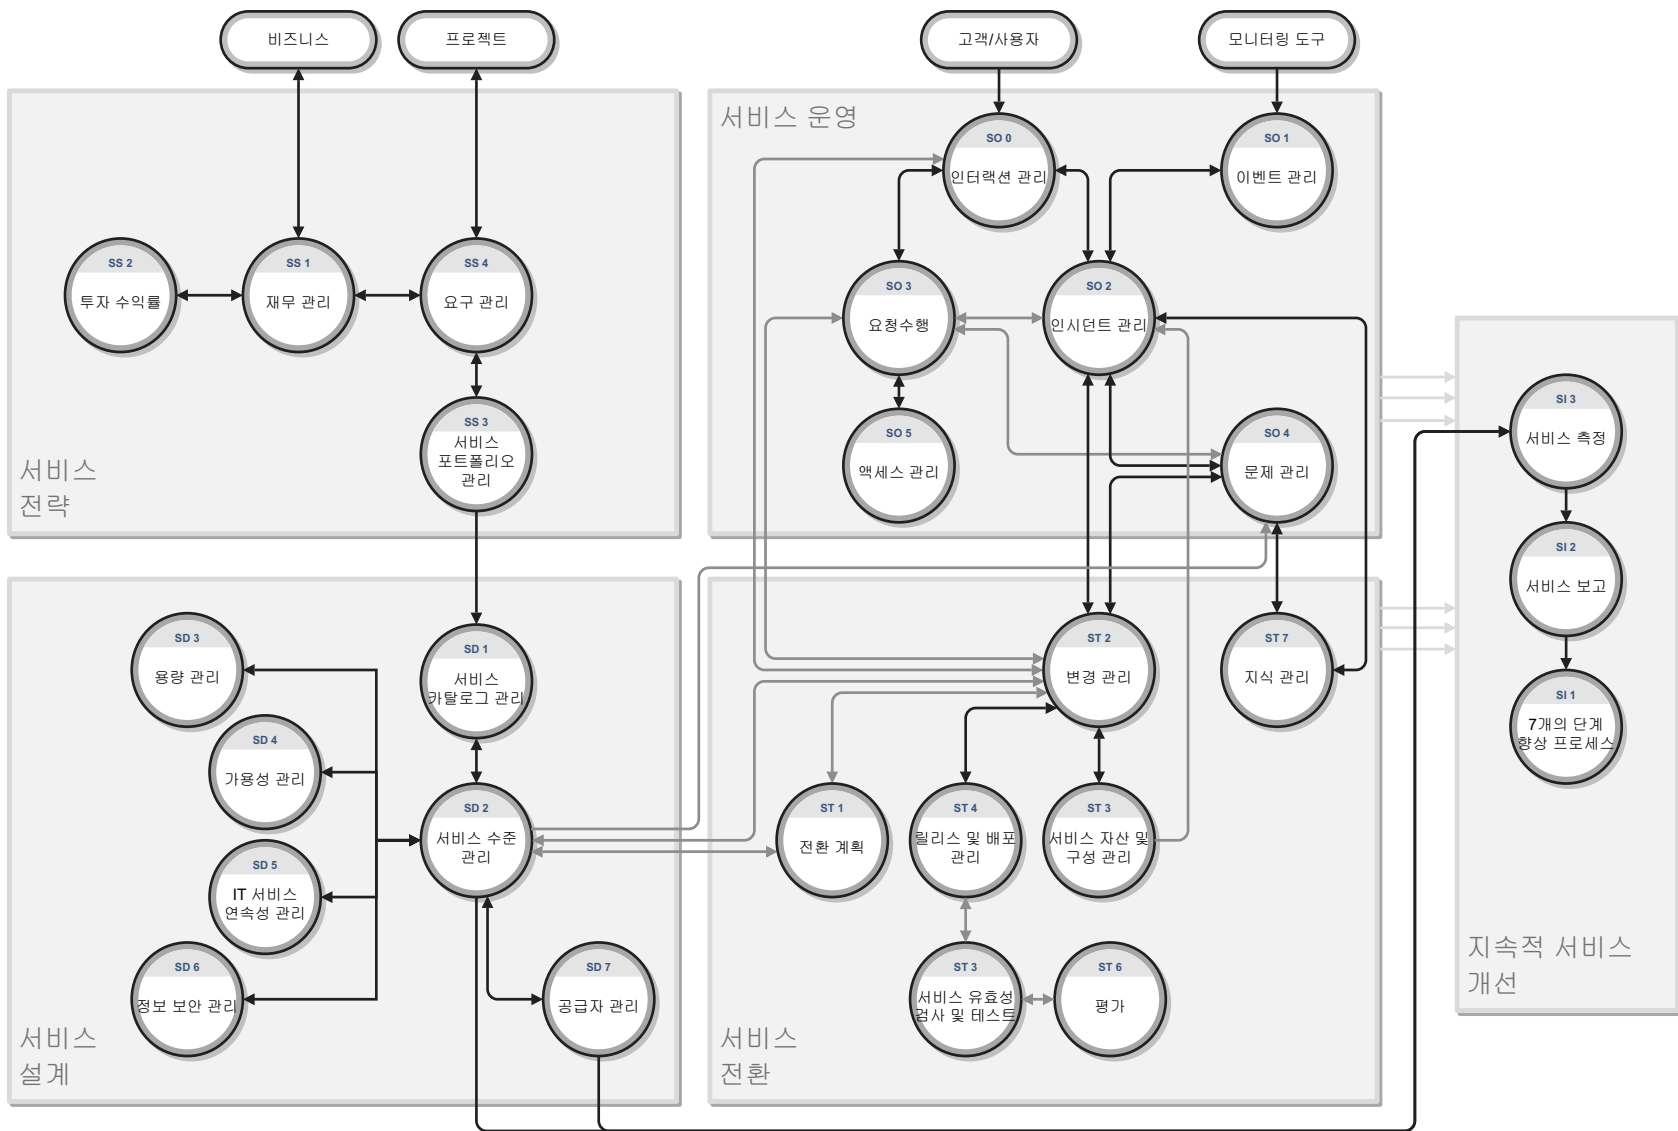 비즈니스
프로젝트
고객/사용자
모니터링 도구
SS 2
투자 수익률
SS 1
재무 관리
SS 4
요구 관리
SS 3
서비스
포트폴리오
관리
서비스
전략
서비스 운영
SO 0
인터랙션 관리
SO 1
이벤트 관리
SO 3
요청수행
SO 2
인시던트 관리
SO 5
액세스 관리
SO 4
문제 관리
SD 3
용량 관리
SD 1
서비스
카탈로그 관리
SD 4
가용성 관리
SD 2
서비스 수준
관리
SD 5
IT 서비스
연속성 관리
SD 6
정보 보안 관리
SD 7
공급자 관리
서비스
설계
ST 2
변경 관리
ST 7
지식 관리
ST 1
전환 계획
ST 4
릴리스 및 배포
관리
ST 3
서비스 자산 및
구성 관리
ST 3
서비스 유효성
검사 및 테스트
ST 6
평가
서비스
전환
SI 3
서비스 측정
SI 2
서비스 보고
SI 1
7개의 단계
향상 프로세스
지속적 서비스
개선